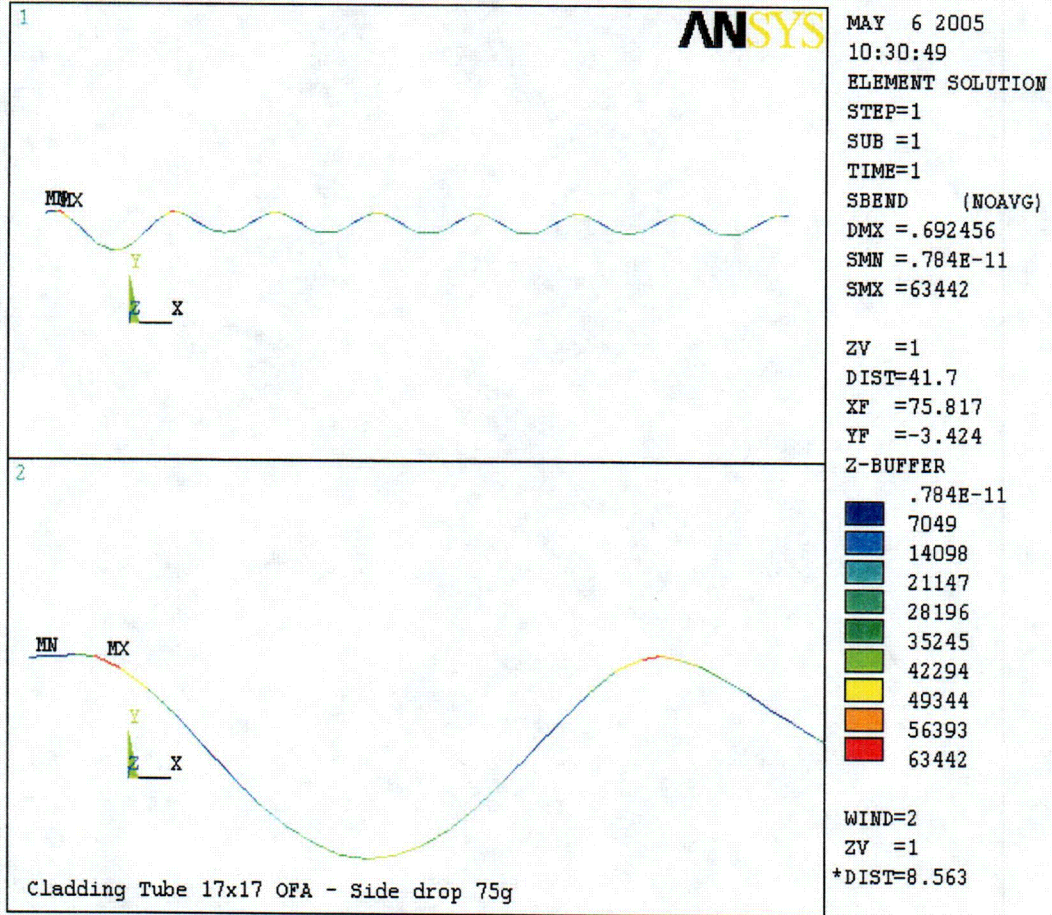 1
ANSYS
MNMX
Y
Z X
MAY 6 2005
10:30:49
ELEMENT SOLUTION
STEP=1
SUB =1
TIME=1
SBEND (NOAVG)
DMX =.692456
SMN =.784E-11
SMX =63442
ZV =1
DIST=41.7
XF =75.817
YF =-3.424
Z-BUFFER
.784E-11
7049
14098
21147
28196
35245
42294
49344
56393
63442
WIND=2
ZV =1
*DIST=8.563
2
MN MX
Y
Z X
Cladding Tube 17x17 OFA - Side drop 75g